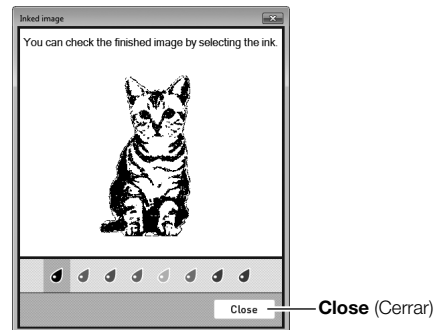 Inked image
You can check the finished image by selecting the ink.
Close
Close (Cerrar)